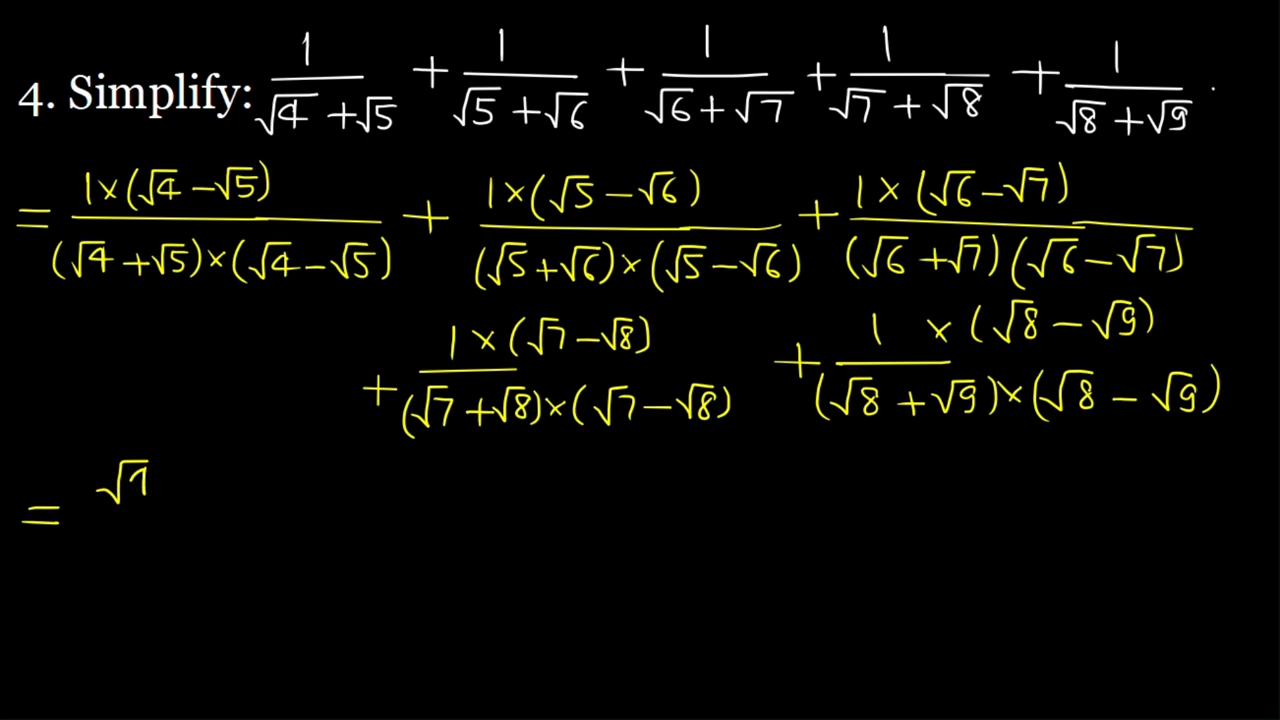 4. Simplify: 1/(√4 + √5) + 1/(√5 + √6) + 1/(√6 + √7) + 1/(√7 + √8) + 1/(√8 + √9) .
= 1×(√4 − √5)/((√4 + √5)×(√4 − √5)) + 1×(√5 − √6)/((√5 + √6)×(√5 − √6)) + 1×(√6 − √7)/((√6 + √7)(√6 − √7))
+ 1×(√7 − √8)/((√7 + √8)×(√7 − √8)) + 1×(√8 − √9)/((√8 + √9)×(√8 − √9))
= √